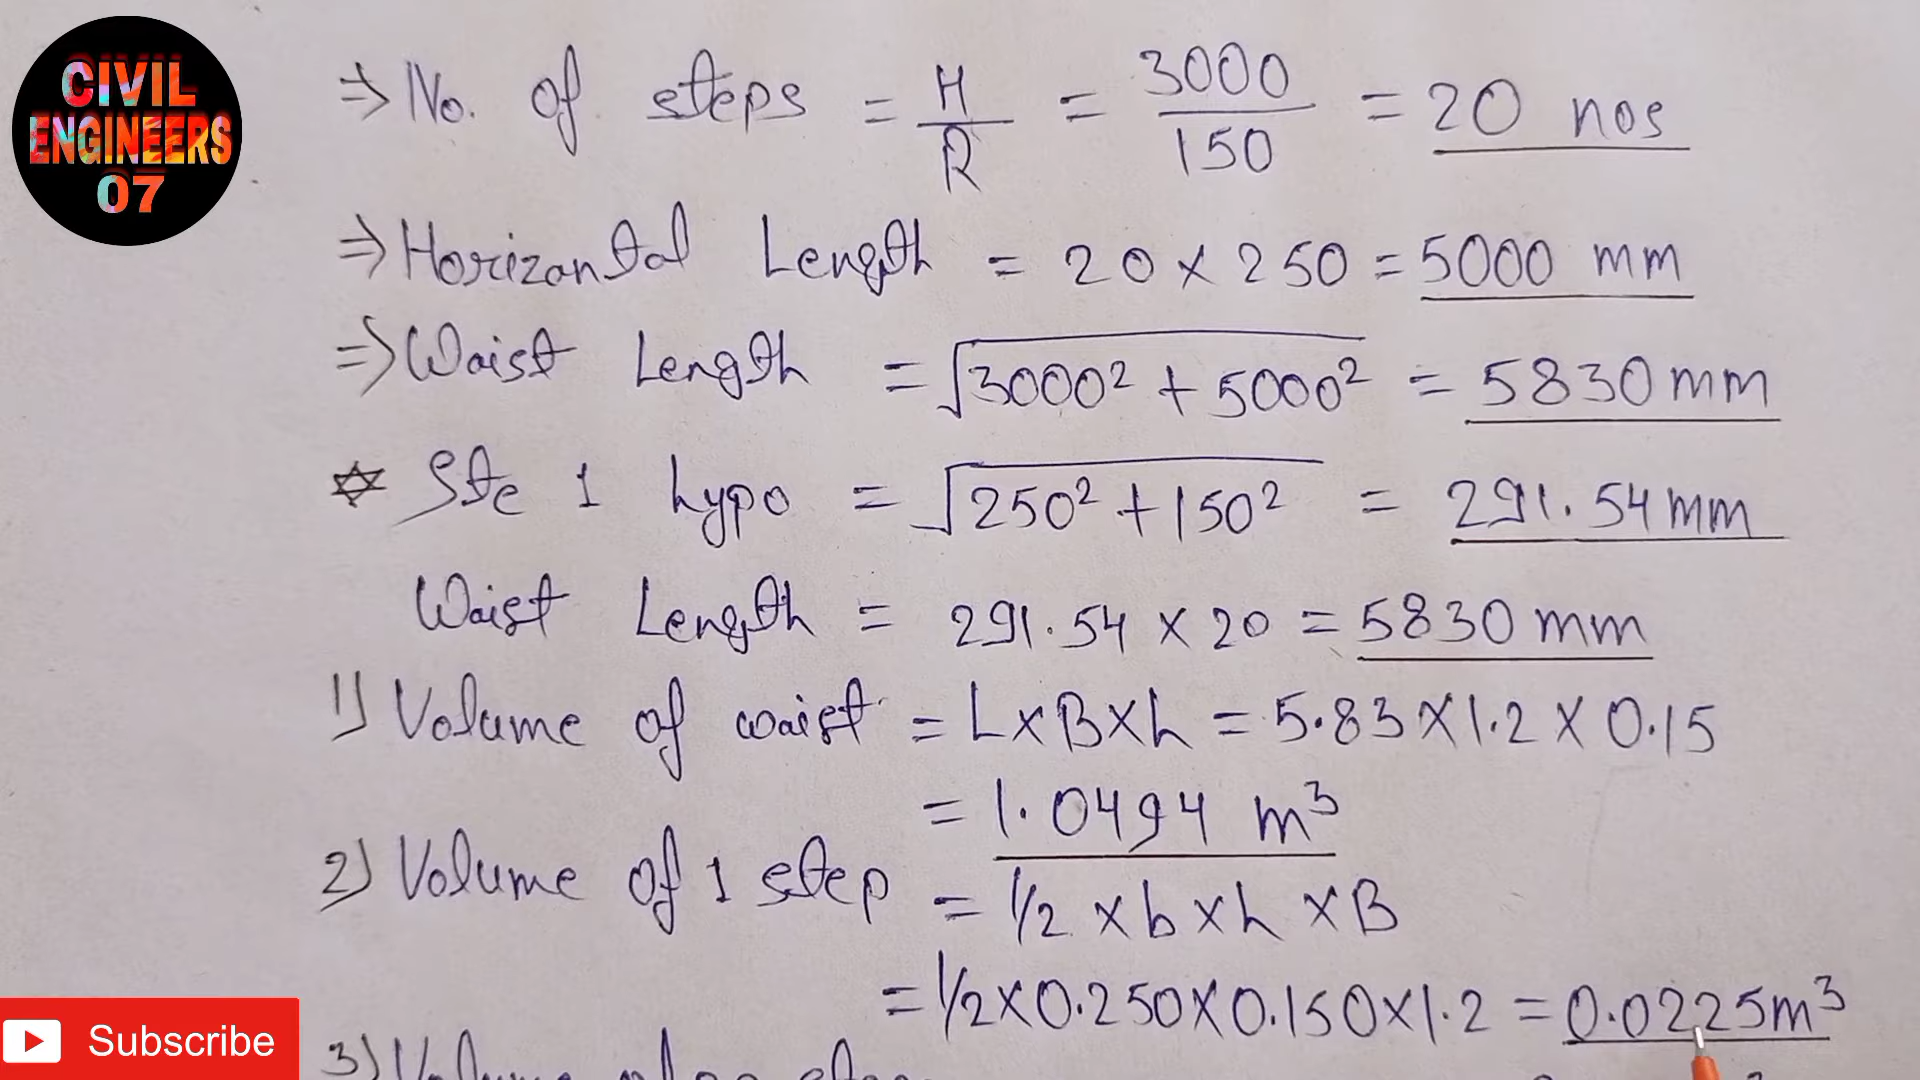 CIVIL
ENGINEERS
07
⇒ No. of steps = H/R = 3000/150 = 20 nos
⇒ Horizontal Length = 20 × 250 = 5000 mm
⇒ Waist Length = √3000² + 5000² = 5830 mm
✡ Ste 1 hypo = √250² + 150² = 291.54 mm
Waist Length = 291.54 × 20 = 5830 mm
1) Volume of waist = L×B×h = 5.83 × 1.2 × 0.15
= 1.0494 m³
2) Volume of 1 step = 1/2 × b × h × B
= 1/2 × 0.250 × 0.150 × 1.2 = 0.0225 m³
Subscribe
3) Volume of